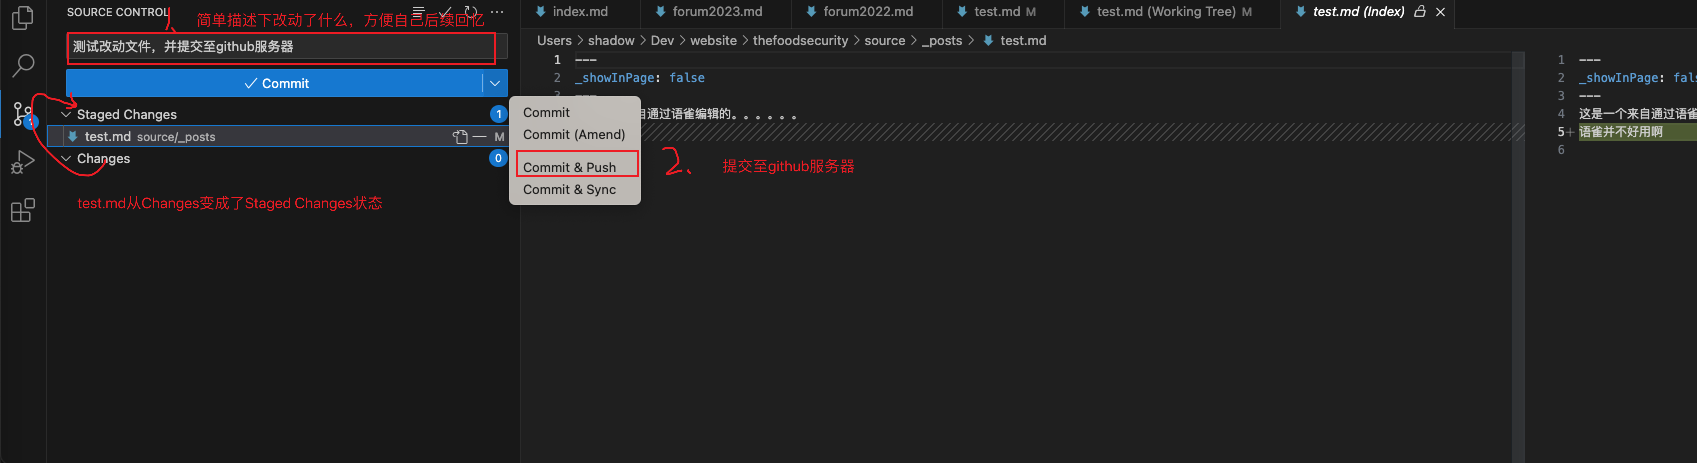 SOURCE CONTROL
1、 简单描述下改动了什么，方便自己后续回忆
测试改动文件，并提交至github服务器
Commit
Staged Changes 1
test.md source/_posts M
Changes 0
test.md从Changes变成了Staged Changes状态
Commit
Commit (Amend)
Commit & Push
Commit & Sync
2、 提交至github服务器
index.md
forum2023.md
forum2022.md
test.md M
test.md (Working Tree) M
test.md (Index)
Users > shadow > Dev > website > thefoodsecurity > source > _posts > test.md
1 ---
2 _showInPage: false
3 ---
自通过语雀编辑的。。。。。。
1 ---
2 _showInPage: fals
3 ---
4 这是一个来自通过语雀
5+ 语雀并不好用啊
6